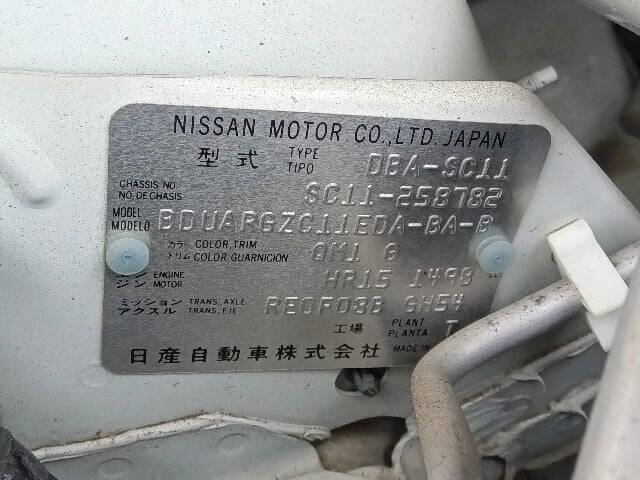 NISSAN MOTOR CO.,LTD. JAPAN
型式 TYPE TIPO DBA-SC11
CHASSIS NO. NO. DE CHASIS SC11-258782
MODEL MODELO BDUARGZC11EDA-BA-B
カラー COLOR,TRIM トリム COLOR,GUARNICION QM1 G
エンジン ENGINE MOTOR HR15 1498
ミッション アクスル TRANS.,AXLE TRANS.,EJE RE0F08B GH54
工場 PLANT PLANTA T
日産自動車株式会社 MADE IN